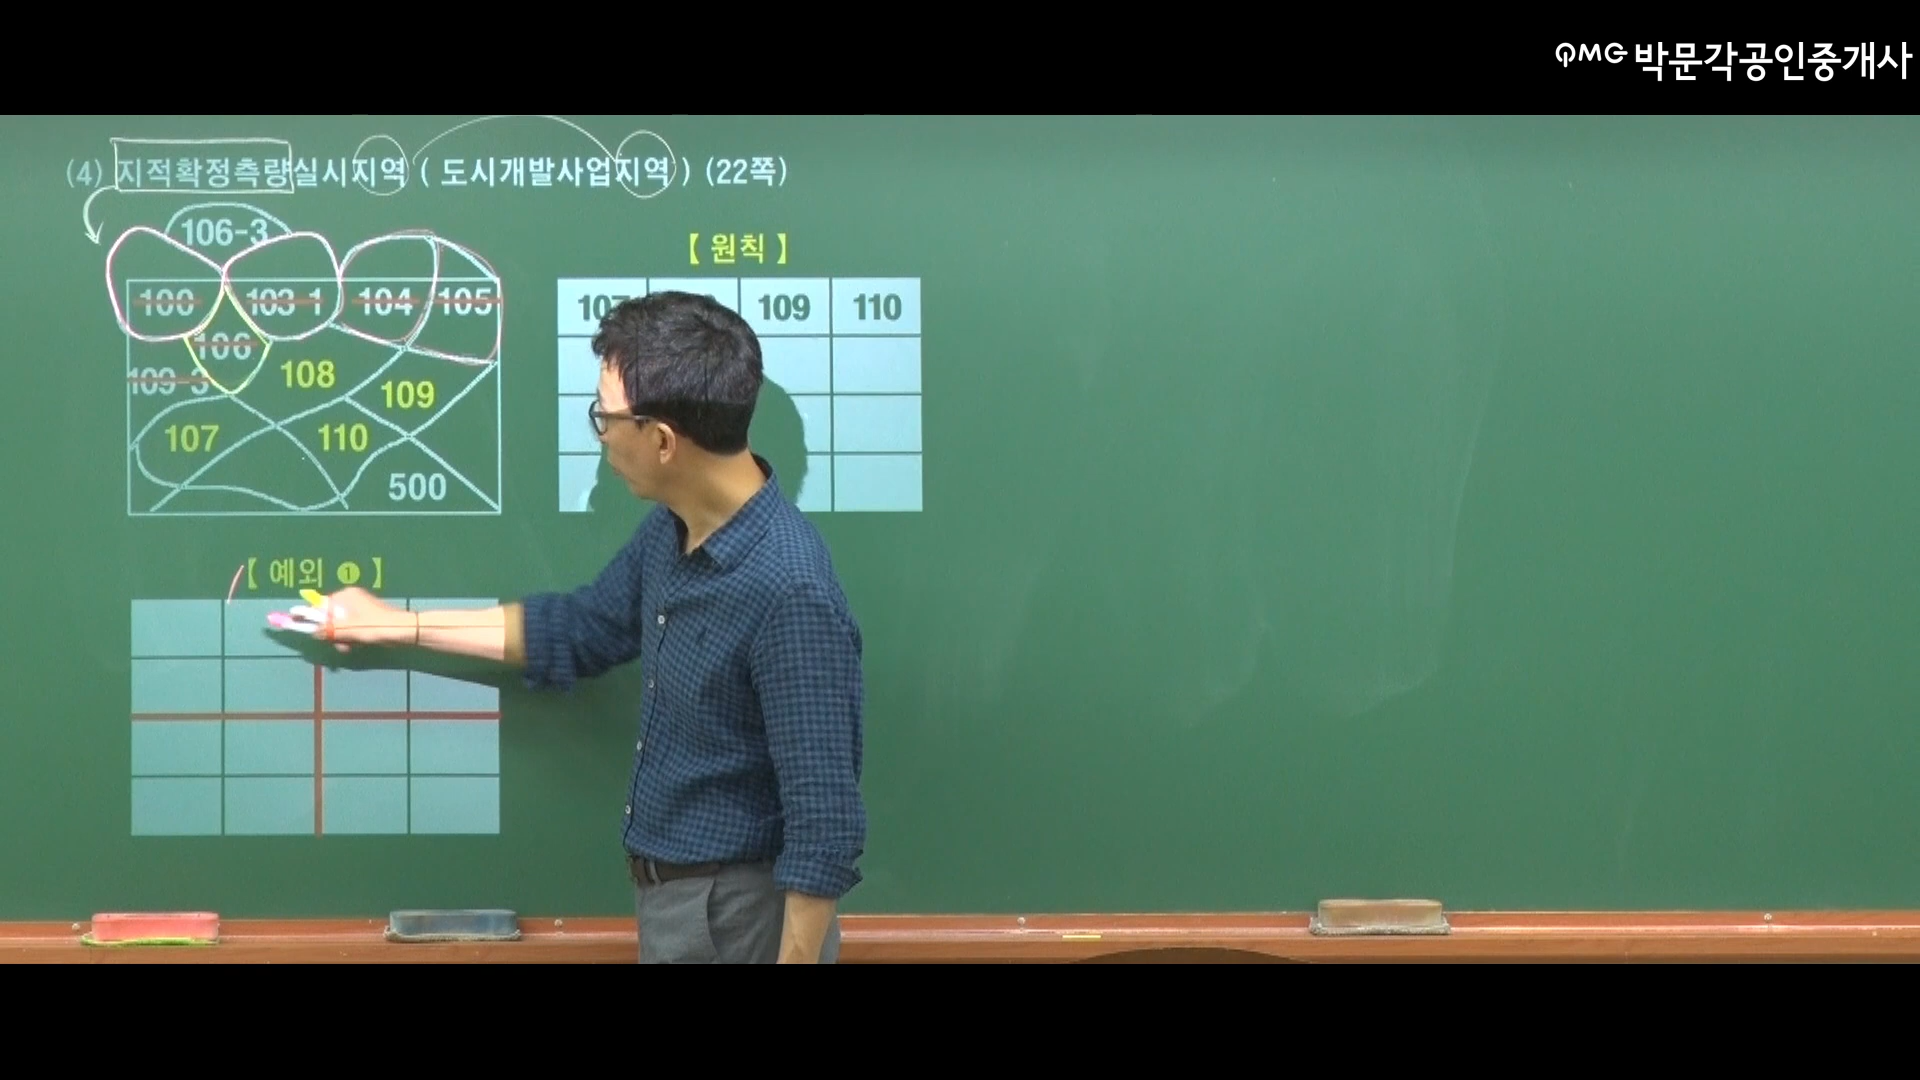 QMG 박문각공인중개사
(4) 지적확정측량실시지역 ( 도시개발사업지역 ) (22쪽)
106-3
100 103-1 104 105
106
109-3
108
109
107
110
500
【 원칙 】
109 110
【 예외 ❶ 】